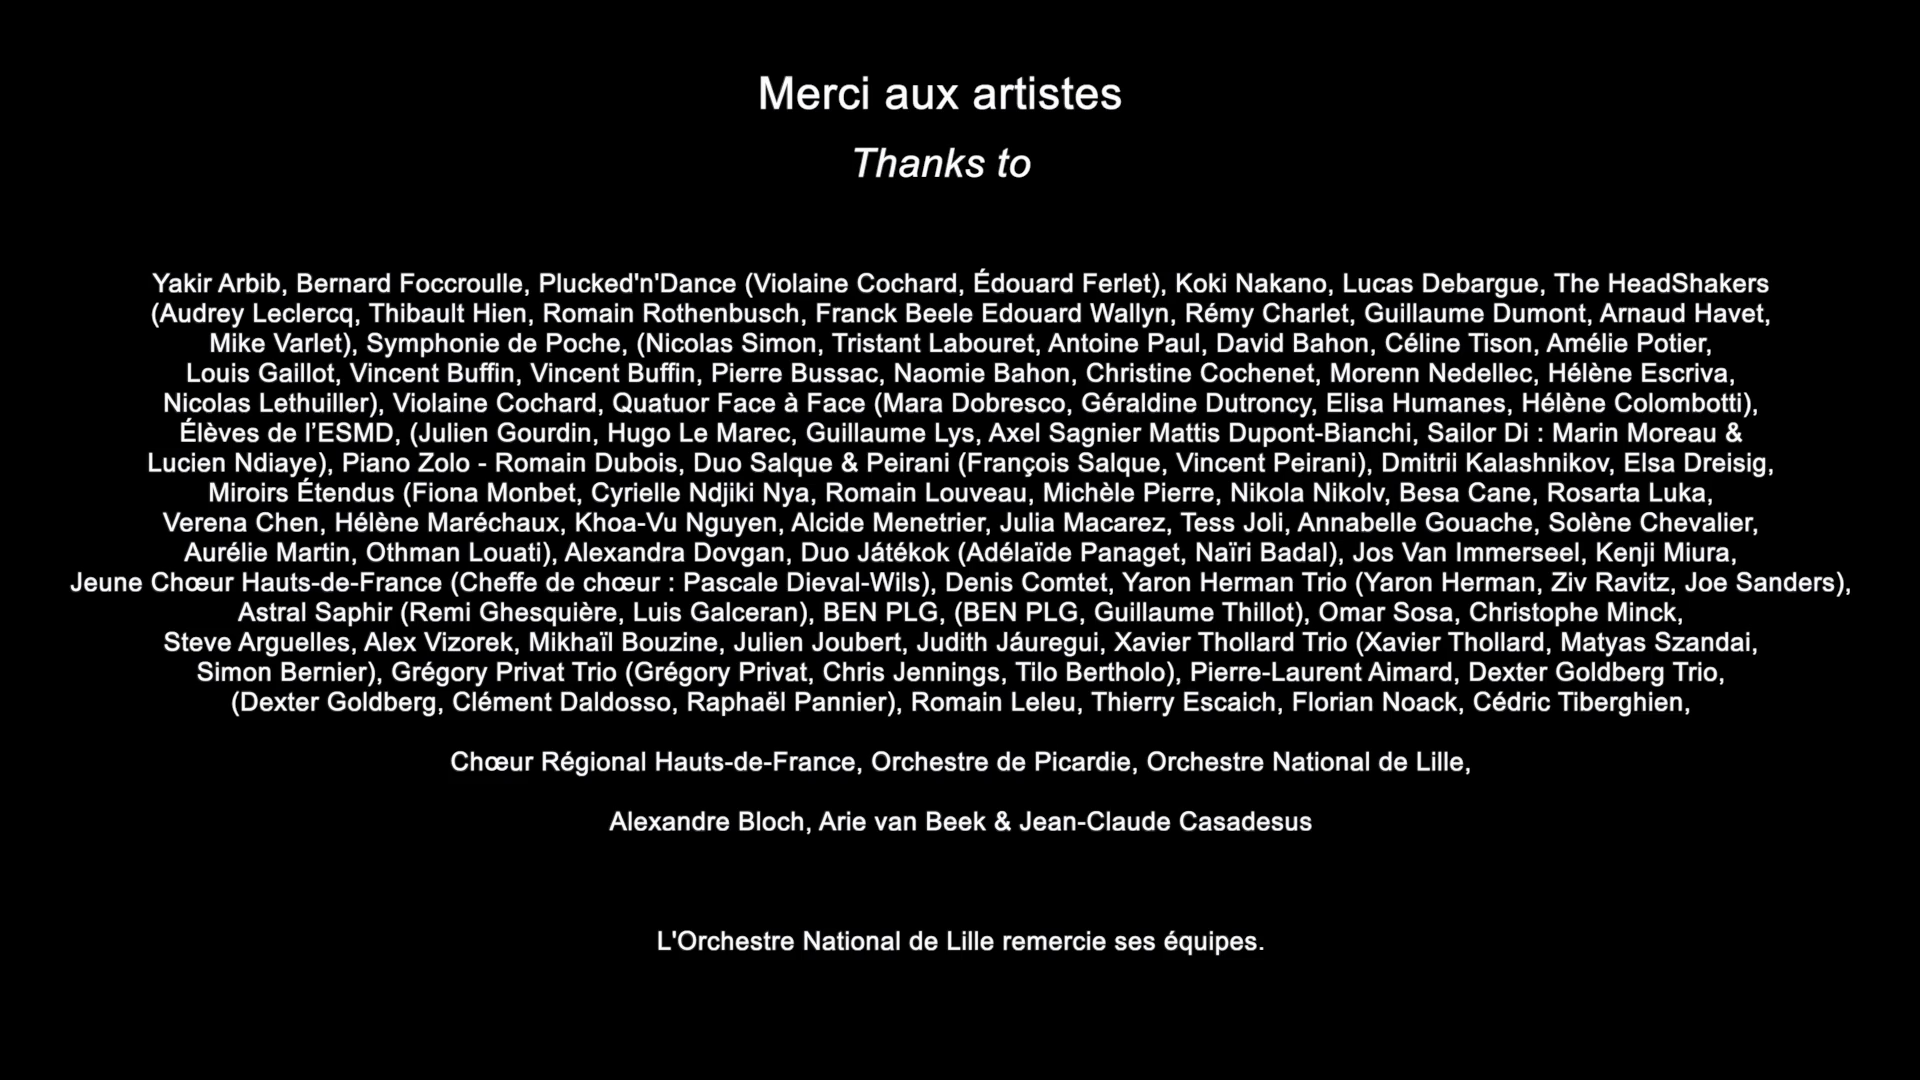 Merci aux artistes
Thanks to
Yakir Arbib, Bernard Foccroulle, Plucked'n'Dance (Violaine Cochard, Édouard Ferlet), Koki Nakano, Lucas Debargue, The HeadShakers
(Audrey Leclercq, Thibault Hien, Romain Rothenbusch, Franck Beele Edouard Wallyn, Rémy Charlet, Guillaume Dumont, Arnaud Havet,
Mike Varlet), Symphonie de Poche, (Nicolas Simon, Tristant Labouret, Antoine Paul, David Bahon, Céline Tison, Amélie Potier,
Louis Gaillot, Vincent Buffin, Vincent Buffin, Pierre Bussac, Naomie Bahon, Christine Cochenet, Morenn Nedellec, Hélène Escriva,
Nicolas Lethuiller), Violaine Cochard, Quatuor Face à Face (Mara Dobresco, Géraldine Dutroncy, Elisa Humanes, Hélène Colombotti),
Élèves de l’ESMD, (Julien Gourdin, Hugo Le Marec, Guillaume Lys, Axel Sagnier Mattis Dupont-Bianchi, Sailor Di : Marin Moreau &
Lucien Ndiaye), Piano Zolo - Romain Dubois, Duo Salque & Peirani (François Salque, Vincent Peirani), Dmitrii Kalashnikov, Elsa Dreisig,
Miroirs Étendus (Fiona Monbet, Cyrielle Ndjiki Nya, Romain Louveau, Michèle Pierre, Nikola Nikolv, Besa Cane, Rosarta Luka,
Verena Chen, Hélène Maréchaux, Khoa-Vu Nguyen, Alcide Menetrier, Julia Macarez, Tess Joli, Annabelle Gouache, Solène Chevalier,
Aurélie Martin, Othman Louati), Alexandra Dovgan, Duo Játékok (Adélaïde Panaget, Naïri Badal), Jos Van Immerseel, Kenji Miura,
Jeune Chœur Hauts-de-France (Cheffe de chœur : Pascale Dieval-Wils), Denis Comtet, Yaron Herman Trio (Yaron Herman, Ziv Ravitz, Joe Sanders),
Astral Saphir (Remi Ghesquière, Luis Galceran), BEN PLG, (BEN PLG, Guillaume Thillot), Omar Sosa, Christophe Minck,
Steve Arguelles, Alex Vizorek, Mikhaïl Bouzine, Julien Joubert, Judith Jáuregui, Xavier Thollard Trio (Xavier Thollard, Matyas Szandai,
Simon Bernier), Grégory Privat Trio (Grégory Privat, Chris Jennings, Tilo Bertholo), Pierre-Laurent Aimard, Dexter Goldberg Trio,
(Dexter Goldberg, Clément Daldosso, Raphaël Pannier), Romain Leleu, Thierry Escaich, Florian Noack, Cédric Tiberghien,
Chœur Régional Hauts-de-France, Orchestre de Picardie, Orchestre National de Lille,
Alexandre Bloch, Arie van Beek & Jean-Claude Casadesus
L'Orchestre National de Lille remercie ses équipes.